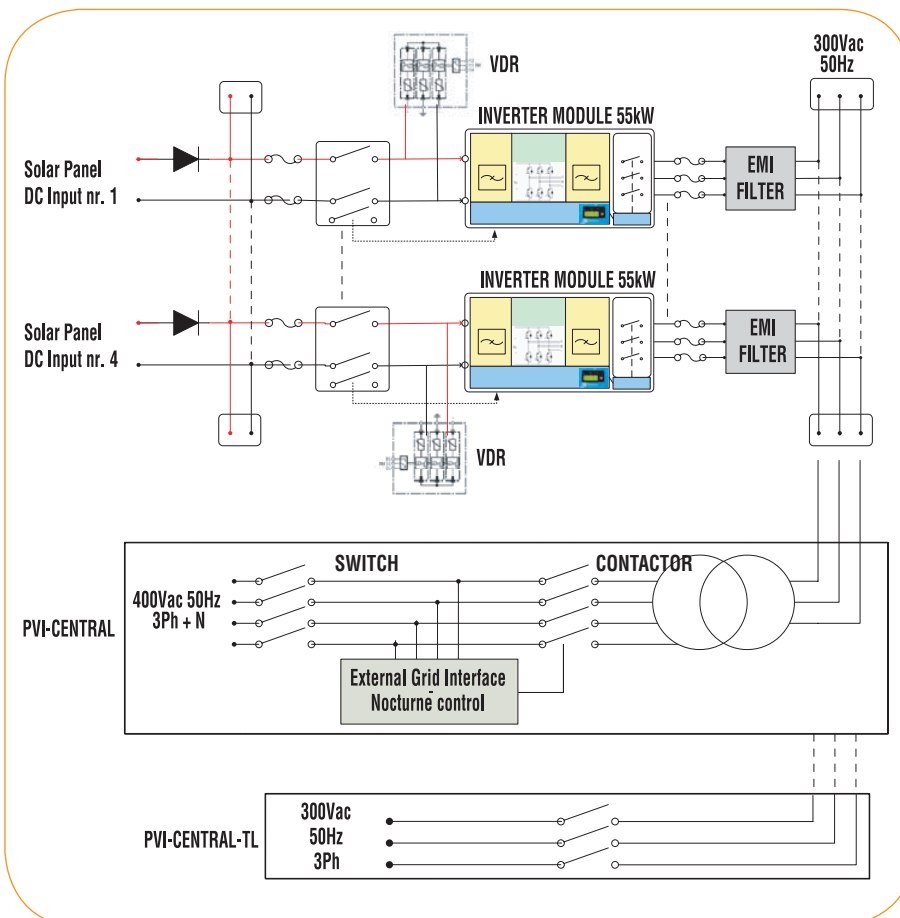 VDR
300Vac
50Hz
INVERTER MODULE 55kW
Solar Panel
DC Input nr. 1
EMI
FILTER
INVERTER MODULE 55kW
Solar Panel
DC Input nr. 4
EMI
FILTER
VDR
SWITCH
CONTACTOR
400Vac 50Hz
3Ph + N
PVI-CENTRAL
External Grid Interface
-
Nocturne control
300Vac
50Hz
3Ph
PVI-CENTRAL-TL